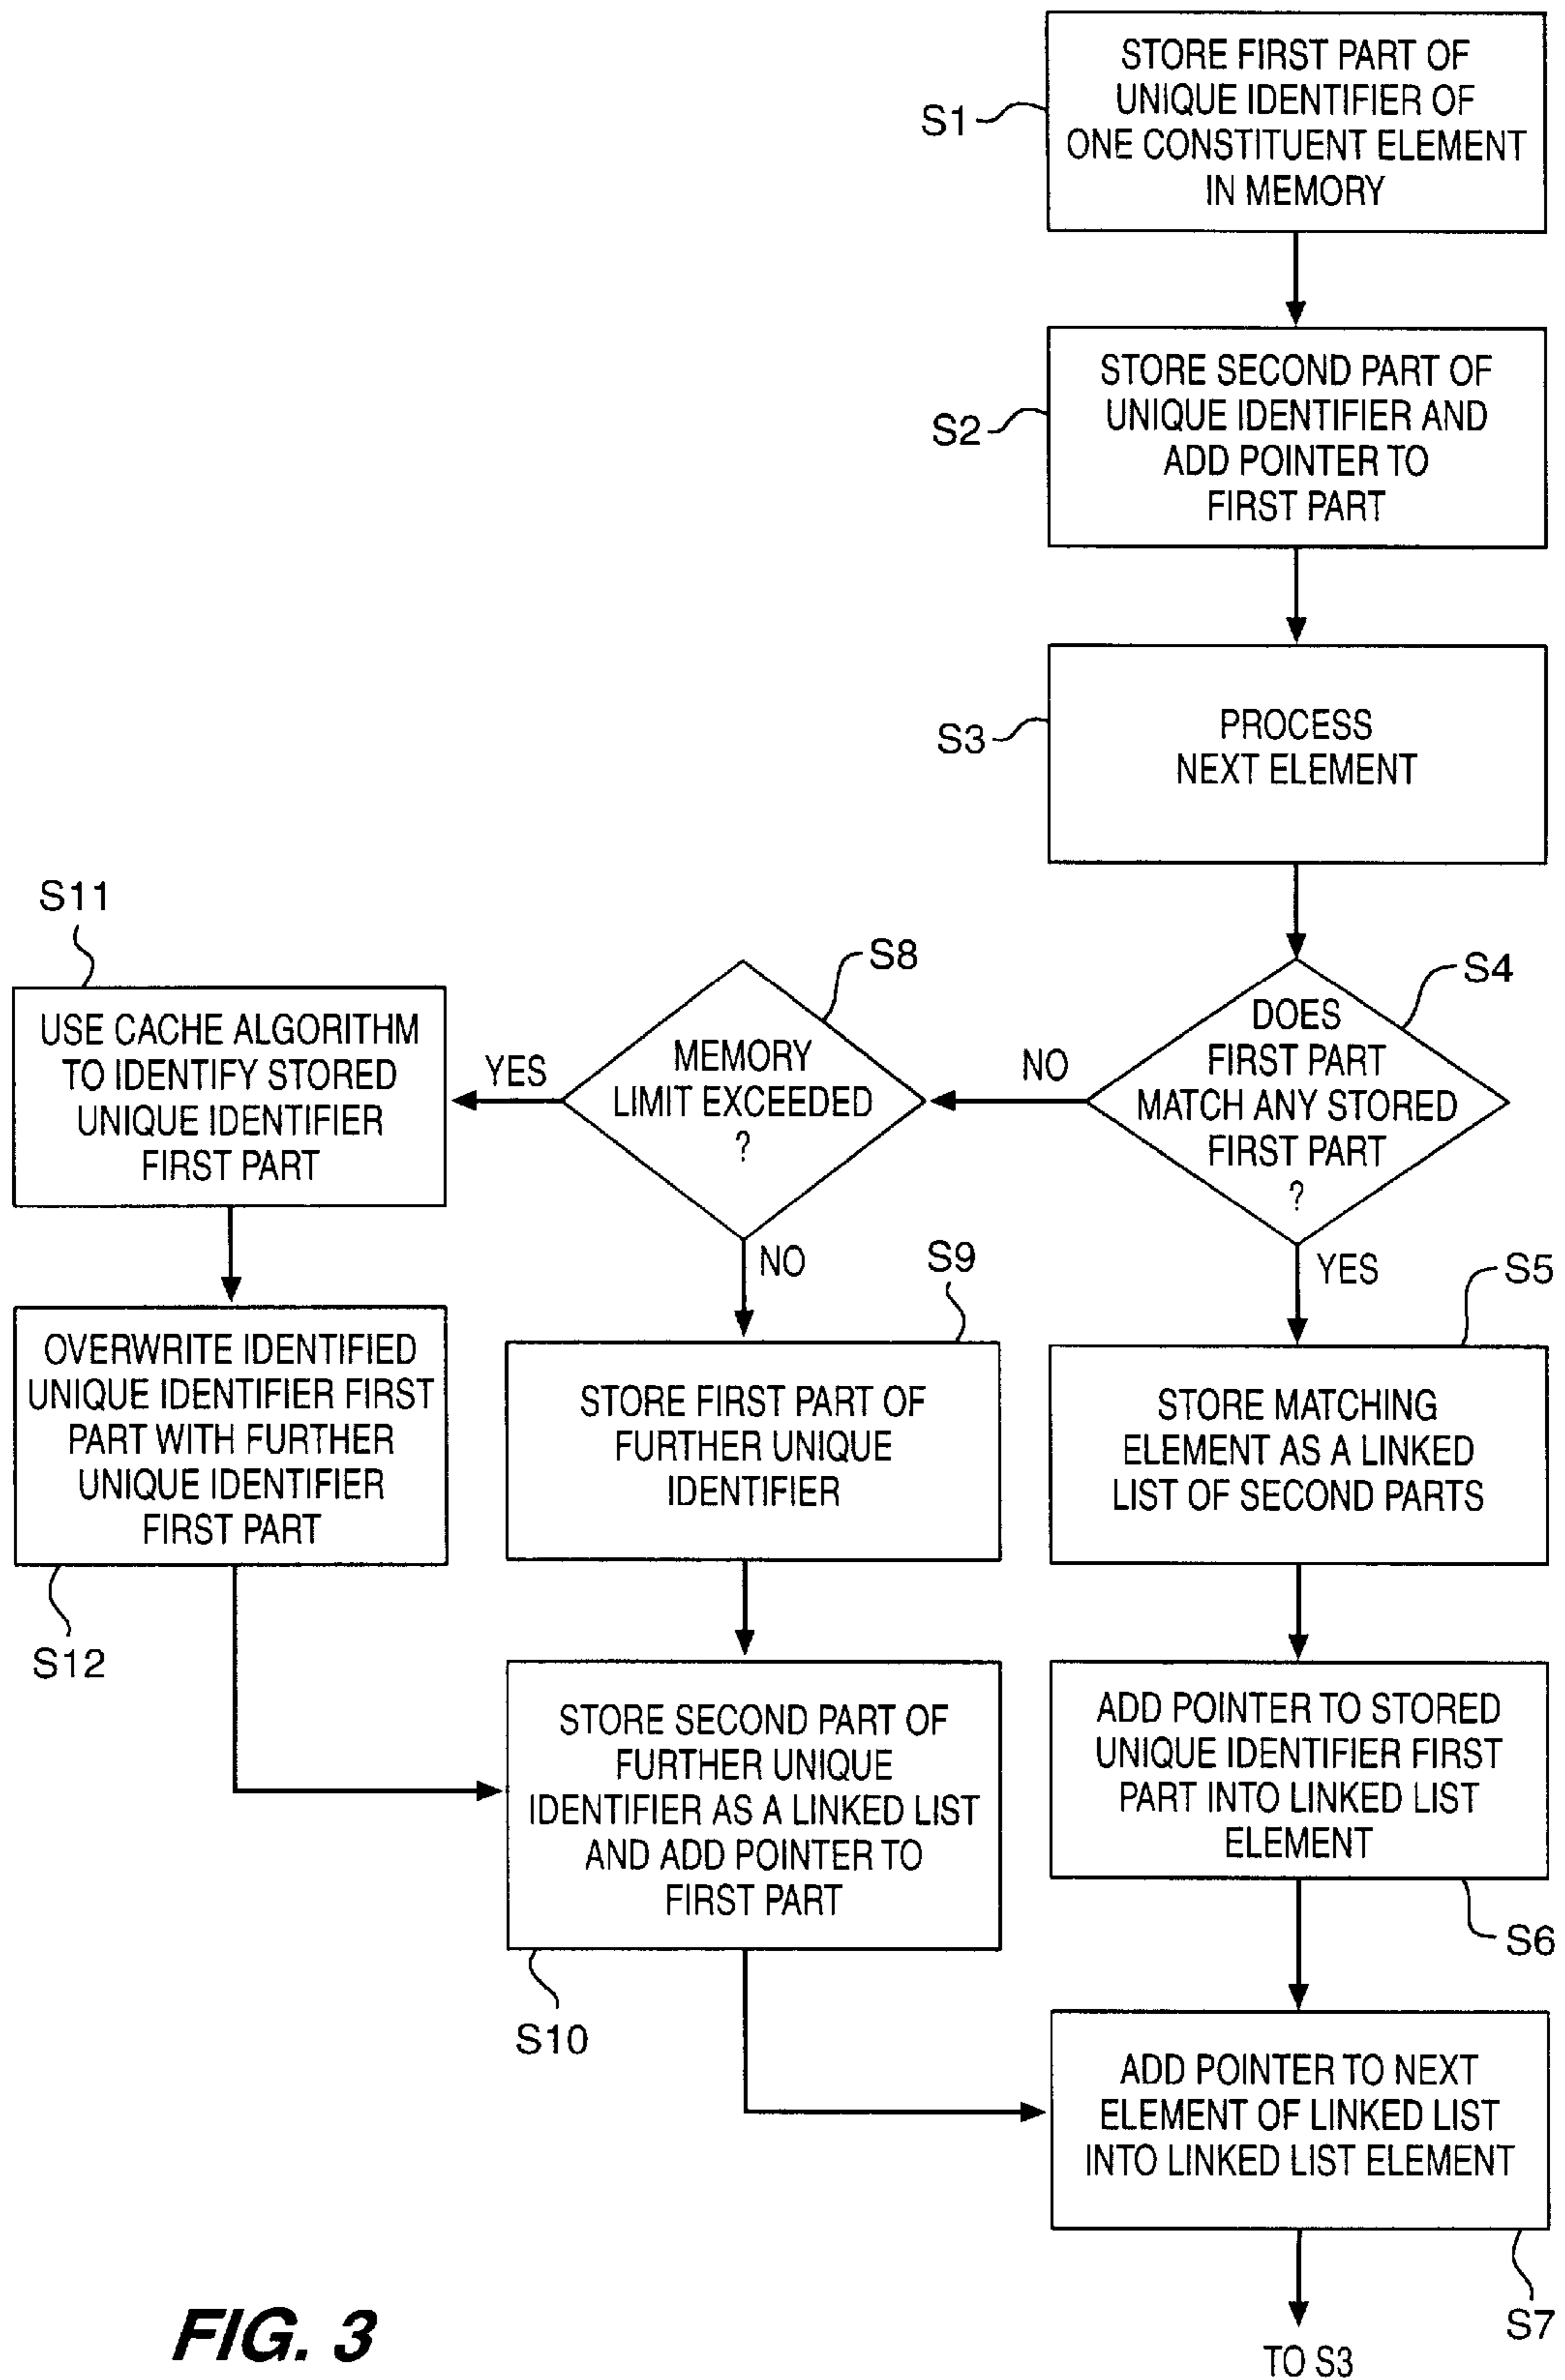 STORE FIRST PART OF
UNIQUE IDENTIFIER OF
ONE CONSTITUENT ELEMENT
IN MEMORY
S1
STORE SECOND PART OF
UNIQUE IDENTIFIER AND
ADD POINTER TO
FIRST PART
S2
PROCESS
NEXT ELEMENT
S3
DOES
FIRST PART
MATCH ANY STORED
FIRST PART
?
S4
NO
YES
MEMORY
LIMIT EXCEEDED
?
S8
YES
NO
S11
USE CACHE ALGORITHM
TO IDENTIFY STORED
UNIQUE IDENTIFIER
FIRST PART
OVERWRITE IDENTIFIED
UNIQUE IDENTIFIER FIRST
PART WITH FURTHER
UNIQUE IDENTIFIER
FIRST PART
S12
S9
STORE FIRST PART OF
FURTHER UNIQUE
IDENTIFIER
STORE SECOND PART OF
FURTHER UNIQUE
IDENTIFIER AS A LINKED LIST
AND ADD POINTER TO
FIRST PART
S10
S5
STORE MATCHING
ELEMENT AS A LINKED
LIST OF SECOND PARTS
ADD POINTER TO STORED
UNIQUE IDENTIFIER FIRST
PART INTO LINKED LIST
ELEMENT
S6
ADD POINTER TO NEXT
ELEMENT OF LINKED LIST
INTO LINKED LIST ELEMENT
S7
TO S3
FIG. 3